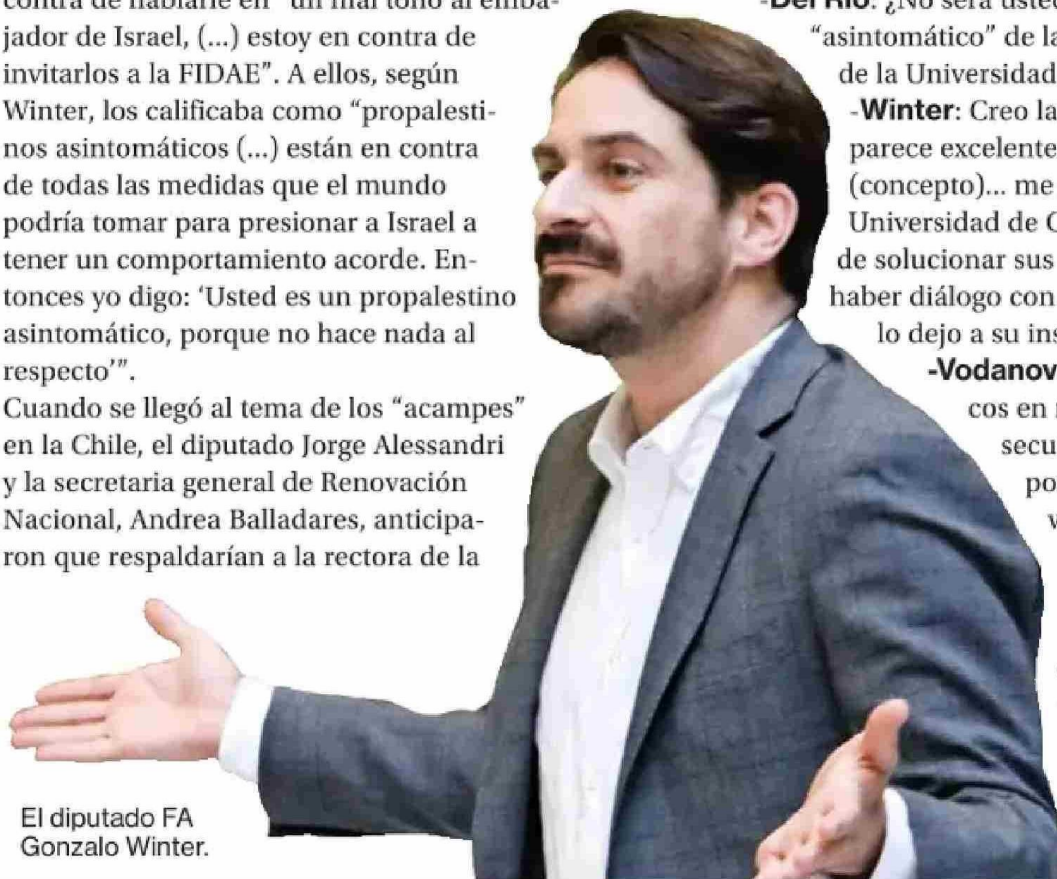 contra de hablarle en "un mal tono al emba-
jador de Israel, (...) estoy en contra de
invitarlos a la FIDAE". A ellos, según
Winter, los calificaba como "propalesti-
nos asintomáticos (...) están en contra
de todas las medidas que el mundo
podría tomar para presionar a Israel a
tener un comportamiento acorde. En-
tonces yo digo: 'Usted es un propalestino
asintomático, porque no hace nada al
respecto'".
Cuando se llegó al tema de los "acampes"
en la Chile, el diputado Jorge Alessandri
y la secretaria general de Renovación
Nacional, Andrea Balladares, anticipa-
ron que respaldarían a la rectora de la
El diputado FA
Gonzalo Winter.
-Del Río: ¿No será usted
"asintomático" de la
de la Universidad
-Winter: Creo la
parece excelente
(concepto)... me
Universidad de
de solucionar sus
haber diálogo con
lo dejo a su ins
-Vodanov
cos en
secu
po